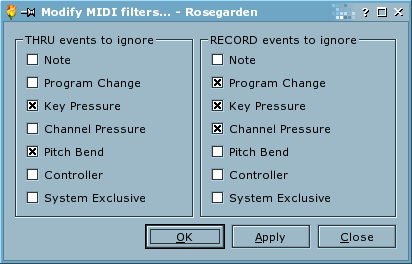 Modify MIDI filters... - Rosegarden
THRU events to ignore
Note
Program Change
Key Pressure
Channel Pressure
Pitch Bend
Controller
System Exclusive
RECORD events to ignore
Note
Program Change
Key Pressure
Channel Pressure
Pitch Bend
Controller
System Exclusive
OK
Apply
Close